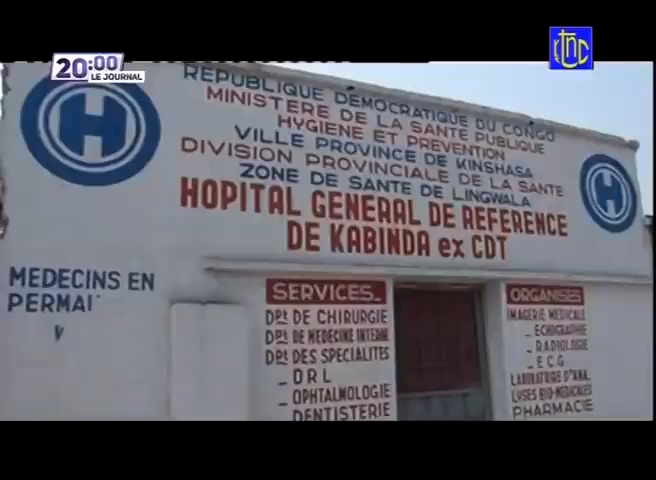 20:00
LE JOURNAL
RTNC
H
H
REPUBLIQUE DEMOCRATIQUE DU CONGO
MINISTERE DE LA SANTE PUBLIQUE
HYGIENE ET PREVENTION
VILLE PROVINCE DE KINSHASA
DIVISION PROVINCIALE DE LA SANTE
ZONE DE SANTE DE LINGWALA
HOPITAL GENERAL DE REFERENCE
DE KABINDA ex CDT
MEDECINS EN
SERVICES
DPt DE CHIRURGIE
DPt DE MEDECINE INTERNE
DPt DES SPECIALITES
- ORL
- OPHTALMOLOGIE
- DENTISTERIE
ORGANISES
IMAGERIE MEDICALE
- ECHOGRAPHIE
- RADIOLOGIE
- E.C.G
LABORATOIRE D'ANA
LYSES BIO-MEDICALES
PHARMACIE